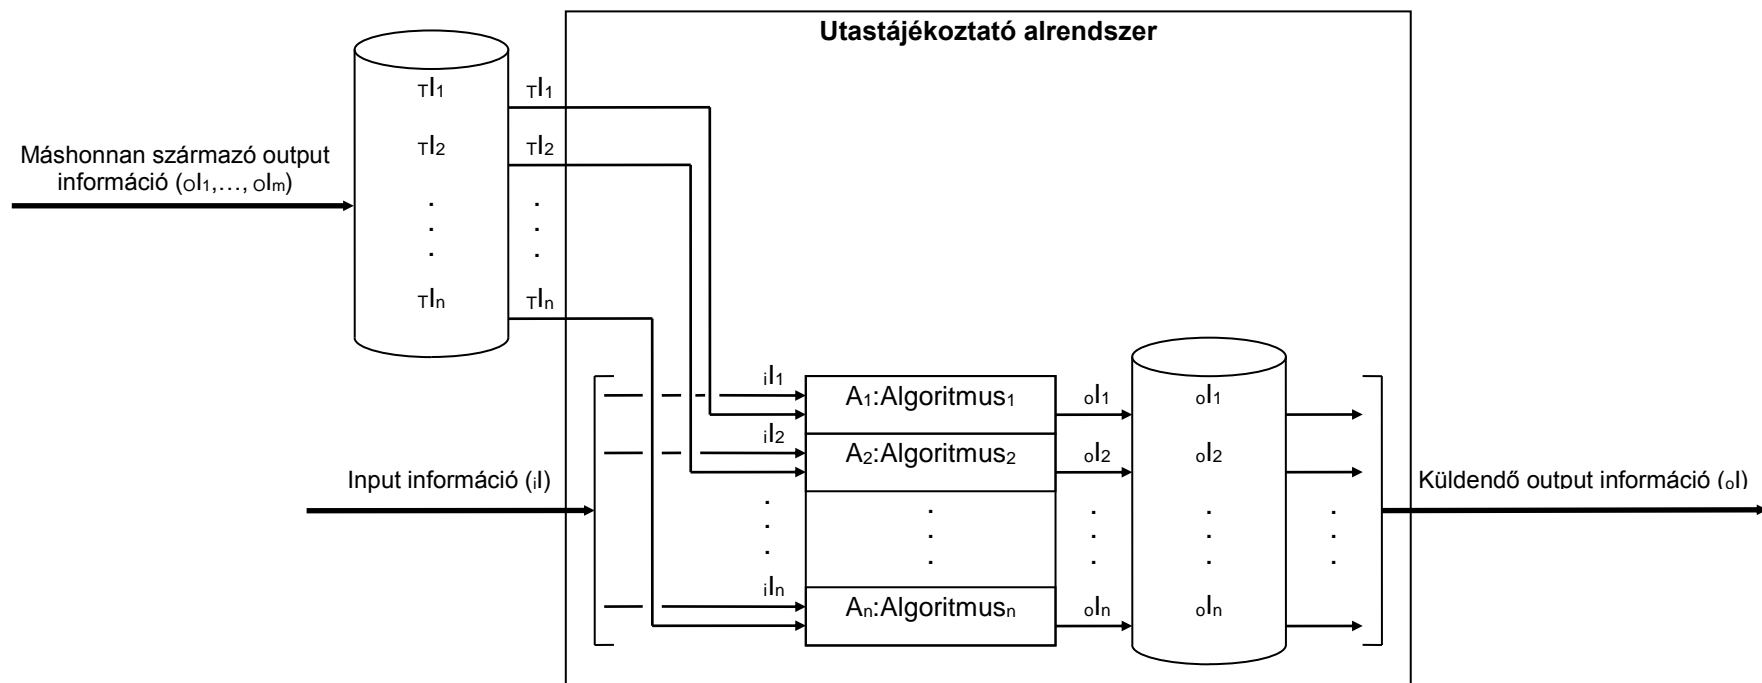 Utastájékoztató alrendszer
TI1 TI1
TI2 TI2
Máshonnan származó output
információ (OI1,…, OIm)
. .
. .
. .
TIn TIn
iI1 A1:Algoritmus1 oI1 oI1
iI2 A2:Algoritmus2 oI2 oI2
Input információ (iI)
Küldendő output információ (oI)
. . . . .
. . . . .
. . . . .
iIn An:Algoritmusn oIn oIn